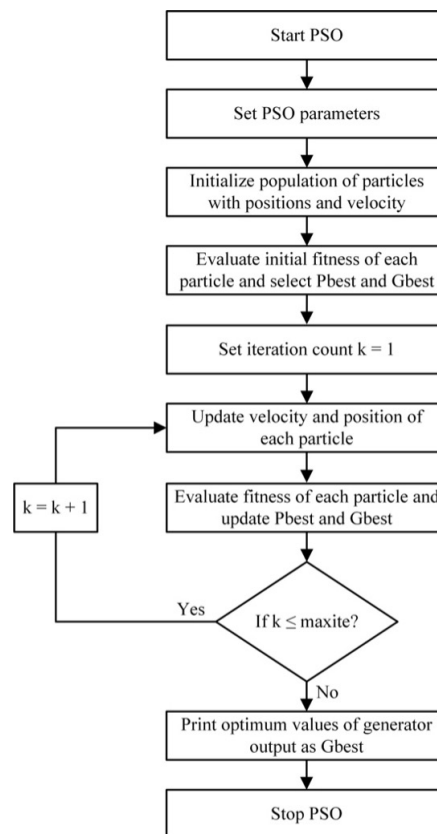 Start PSO
Set PSO parameters
Initialize population of particles
with positions and velocity
Evaluate initial fitness of each
particle and select Pbest and Gbest
Set iteration count k = 1
Update velocity and position of
each particle
Evaluate fitness of each particle and
update Pbest and Gbest
k = k + 1
If k ≤ maxite?
Yes
No
Print optimum values of generator
output as Gbest
Stop PSO